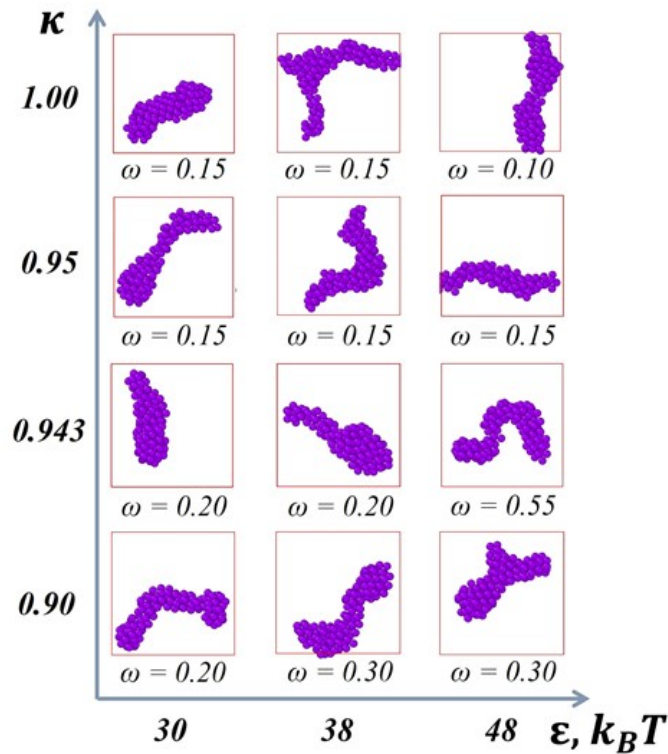 κ
1.00
ω = 0.15 ω = 0.15 ω = 0.10
0.95
ω = 0.15 ω = 0.15 ω = 0.15
0.943
ω = 0.20 ω = 0.20 ω = 0.55
0.90
ω = 0.20 ω = 0.30 ω = 0.30
30 38 48 ε, k_BT